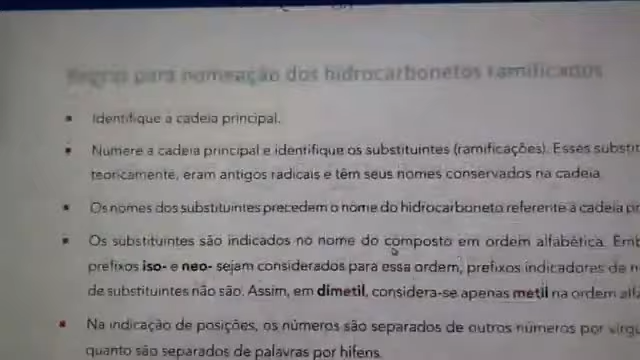 Regras para nomeação dos hidrocarbonetos ramificados
Identifique a cadeia principal.
Numere a cadeia principal e identifique os substituintes (ramificações). Esses substit
teoricamente, eram antigos radicais e têm seus nomes conservados na cadeia
Os nomes dos substituintes precedem o nome do hidrocarboneto referente à cadeia pr
Os substituintes são indicados no nome do composto em ordem alfabética. Emb
prefixos iso- e neo- sejam considerados para essa ordem, prefixos indicadores de n
de substituintes não são. Assim, em dimetil, considera-se apenas metil na ordem alfa
Na indicação de posições, os números são separados de outros números por vírgu
quanto são separados de palavras por hifens.